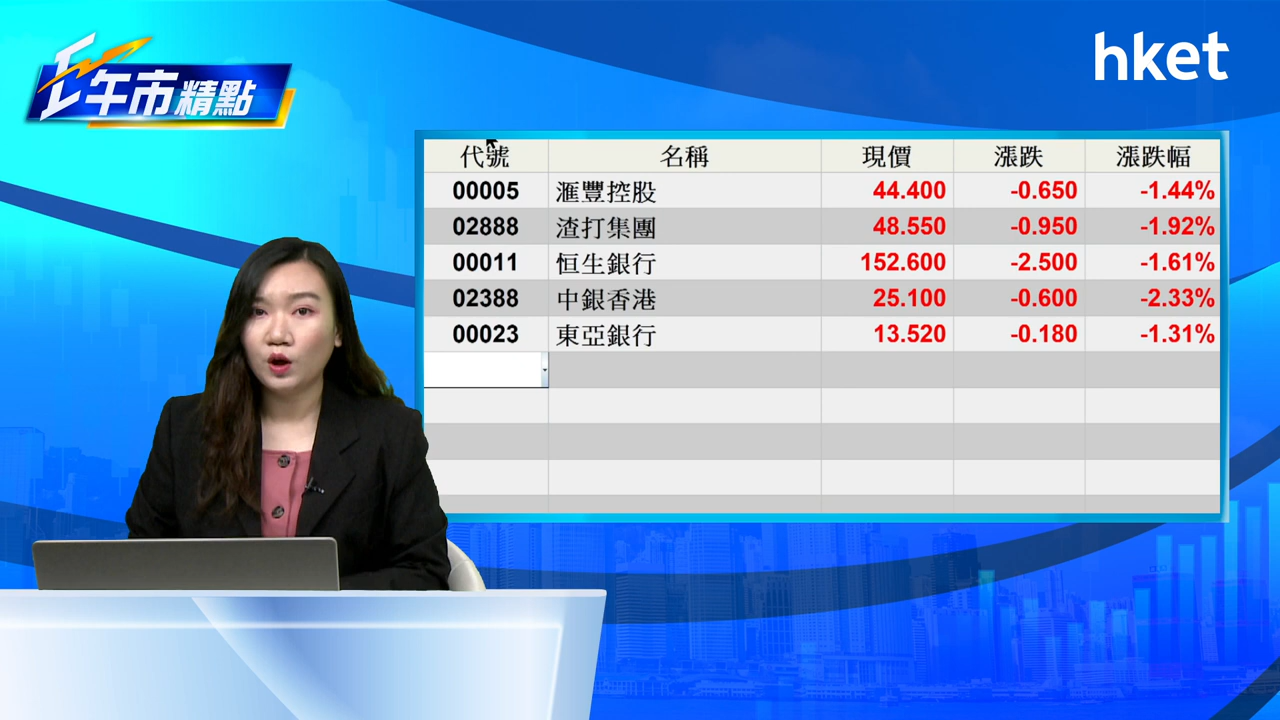 午市精點
hket
代號 名稱 現價 漲跌 漲跌幅
00005 滙豐控股 44.400 -0.650 -1.44%
02888 渣打集團 48.550 -0.950 -1.92%
00011 恒生銀行 152.600 -2.500 -1.61%
02388 中銀香港 25.100 -0.600 -2.33%
00023 東亞銀行 13.520 -0.180 -1.31%